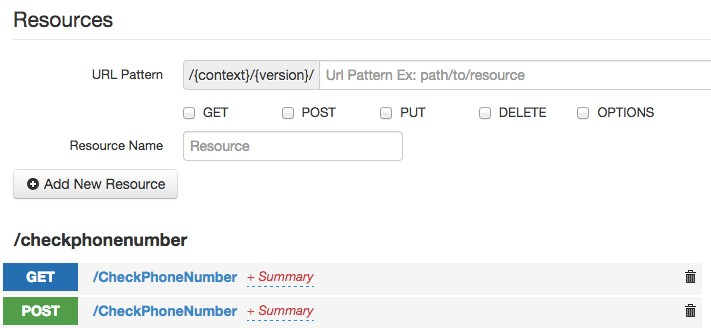 Resources
URL Pattern /{context}/{version}/ Url Pattern Ex: path/to/resource
GET POST PUT DELETE OPTIONS
Resource Name Resource
Add New Resource
/checkphonenumber
GET /CheckPhoneNumber + Summary
POST /CheckPhoneNumber + Summary